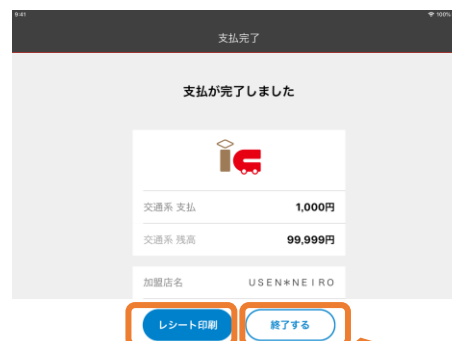 9:41 100%
支払完了
支払が完了しました
交通系 支払 1,000円
交通系 残高 99,999円
加盟店名 USEN*NEIRO
レシート印刷 終了する